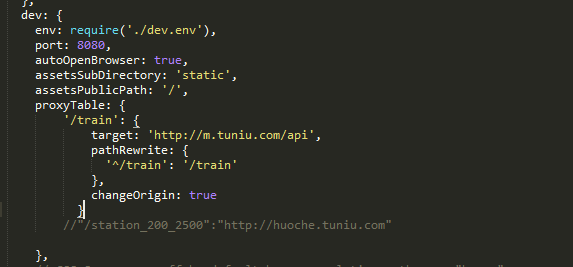 },
dev: {
env: require('./dev.env'),
port: 8080,
autoOpenBrowser: true,
assetsSubDirectory: 'static',
assetsPublicPath: '/',
proxyTable: {
'/train': {
target: 'http://m.tuniu.com/api',
pathRewrite: {
'^/train': '/train'
},
changeOrigin: true
}
//"/station_200_2500":"http://huoche.tuniu.com"
},